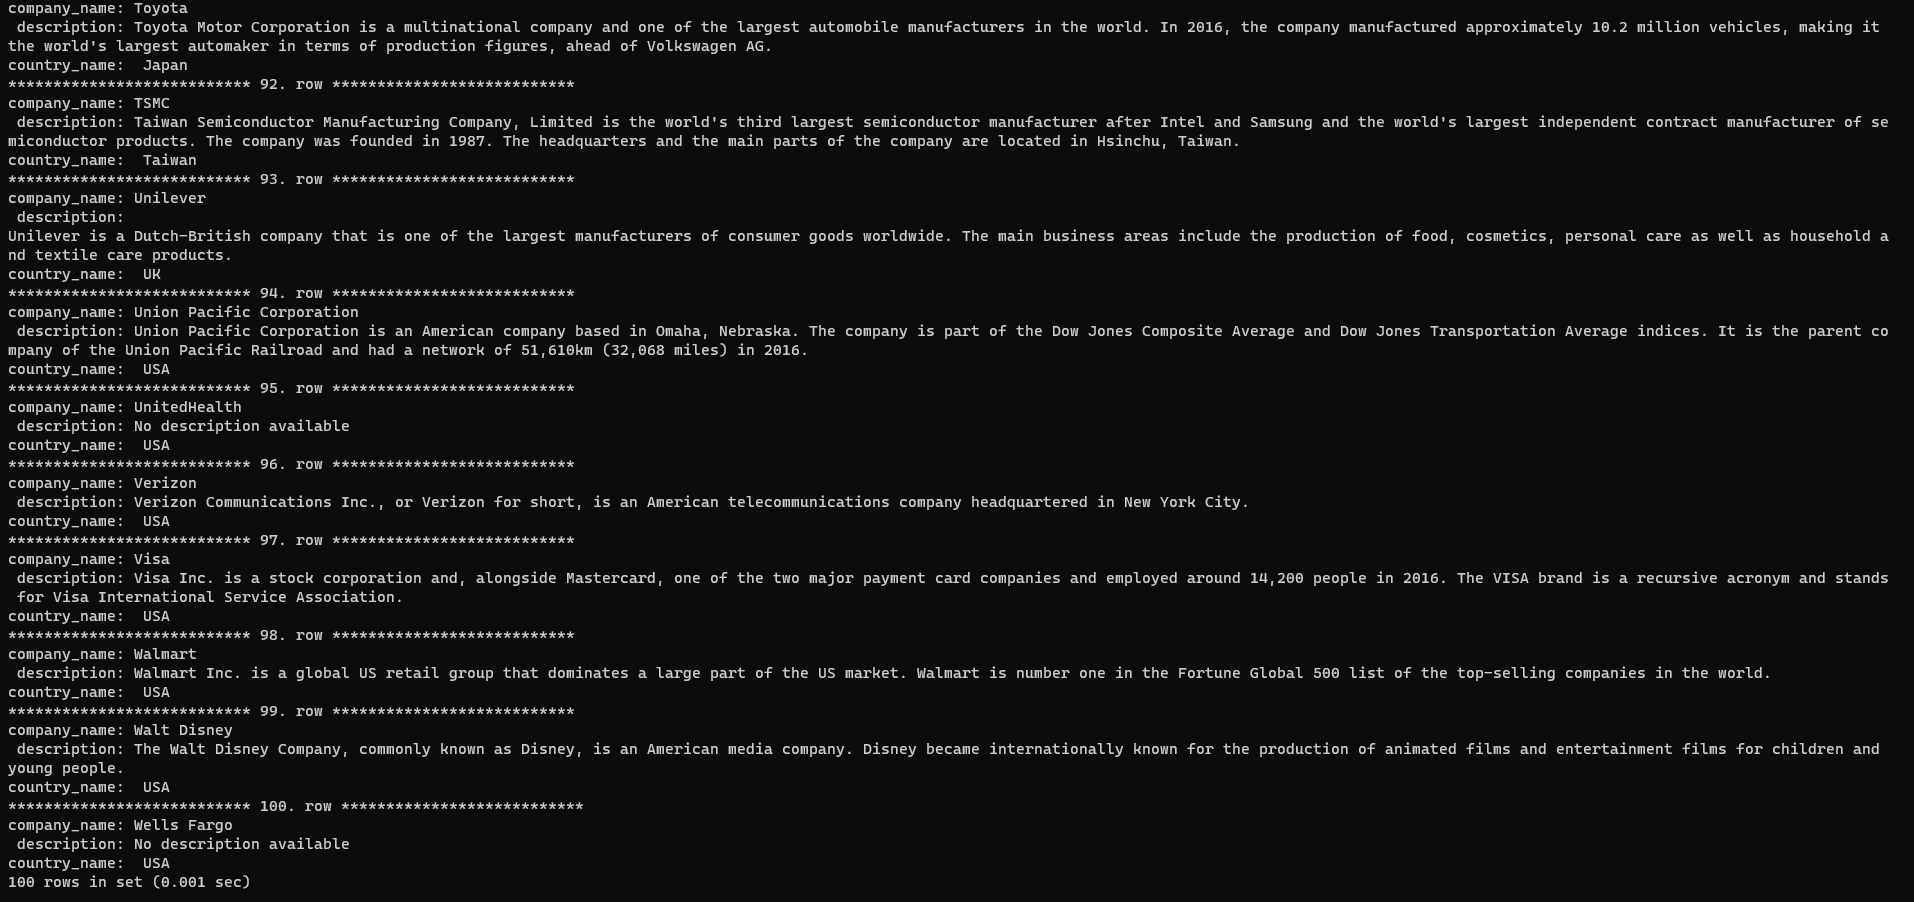 company_name: Toyota
 description: Toyota Motor Corporation is a multinational company and one of the largest automobile manufacturers in the world. In 2016, the company manufactured approximately 10.2 million vehicles, making it
the world's largest automaker in terms of production figures, ahead of Volkswagen AG.
country_name:  Japan
*************************** 92. row ***************************
company_name: TSMC
 description: Taiwan Semiconductor Manufacturing Company, Limited is the world's third largest semiconductor manufacturer after Intel and Samsung and the world's largest independent contract manufacturer of se
miconductor products. The company was founded in 1987. The headquarters and the main parts of the company are located in Hsinchu, Taiwan.
country_name:  Taiwan
*************************** 93. row ***************************
company_name: Unilever
 description:
Unilever is a Dutch-British company that is one of the largest manufacturers of consumer goods worldwide. The main business areas include the production of food, cosmetics, personal care as well as household a
nd textile care products.
country_name:  UK
*************************** 94. row ***************************
company_name: Union Pacific Corporation
 description: Union Pacific Corporation is an American company based in Omaha, Nebraska. The company is part of the Dow Jones Composite Average and Dow Jones Transportation Average indices. It is the parent co
mpany of the Union Pacific Railroad and had a network of 51,610km (32,068 miles) in 2016.
country_name:  USA
*************************** 95. row ***************************
company_name: UnitedHealth
 description: No description available
country_name:  USA
*************************** 96. row ***************************
company_name: Verizon
 description: Verizon Communications Inc., or Verizon for short, is an American telecommunications company headquartered in New York City.
country_name:  USA
*************************** 97. row ***************************
company_name: Visa
 description: Visa Inc. is a stock corporation and, alongside Mastercard, one of the two major payment card companies and employed around 14,200 people in 2016. The VISA brand is a recursive acronym and stands
 for Visa International Service Association.
country_name:  USA
*************************** 98. row ***************************
company_name: Walmart
 description: Walmart Inc. is a global US retail group that dominates a large part of the US market. Walmart is number one in the Fortune Global 500 list of the top-selling companies in the world.
country_name:  USA
*************************** 99. row ***************************
company_name: Walt Disney
 description: The Walt Disney Company, commonly known as Disney, is an American media company. Disney became internationally known for the production of animated films and entertainment films for children and
young people.
country_name:  USA
*************************** 100. row ***************************
company_name: Wells Fargo
 description: No description available
country_name:  USA
100 rows in set (0.001 sec)